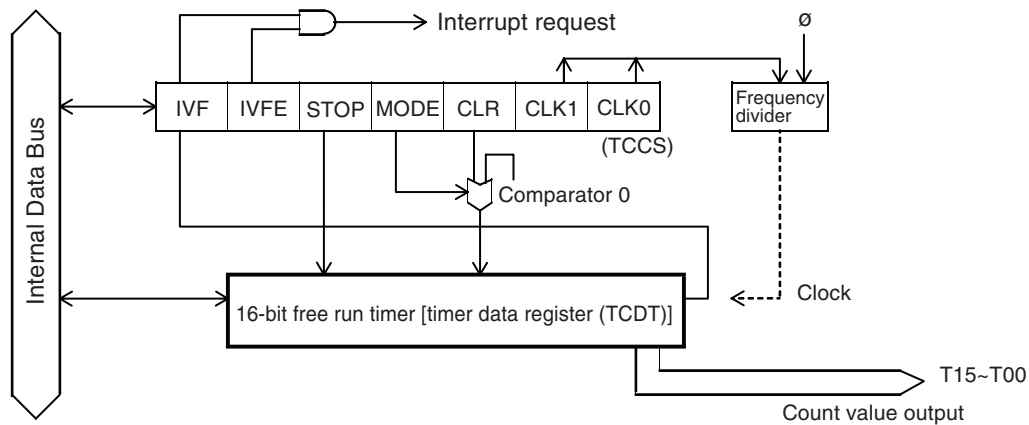 Interrupt request
ø
IVF IVFE STOP MODE CLR CLK1 CLK0
Frequency
divider
(TCCS)
Internal Data Bus
Comparator 0
Clock
16-bit free run timer [timer data register (TCDT)]
T15~T00
Count value output